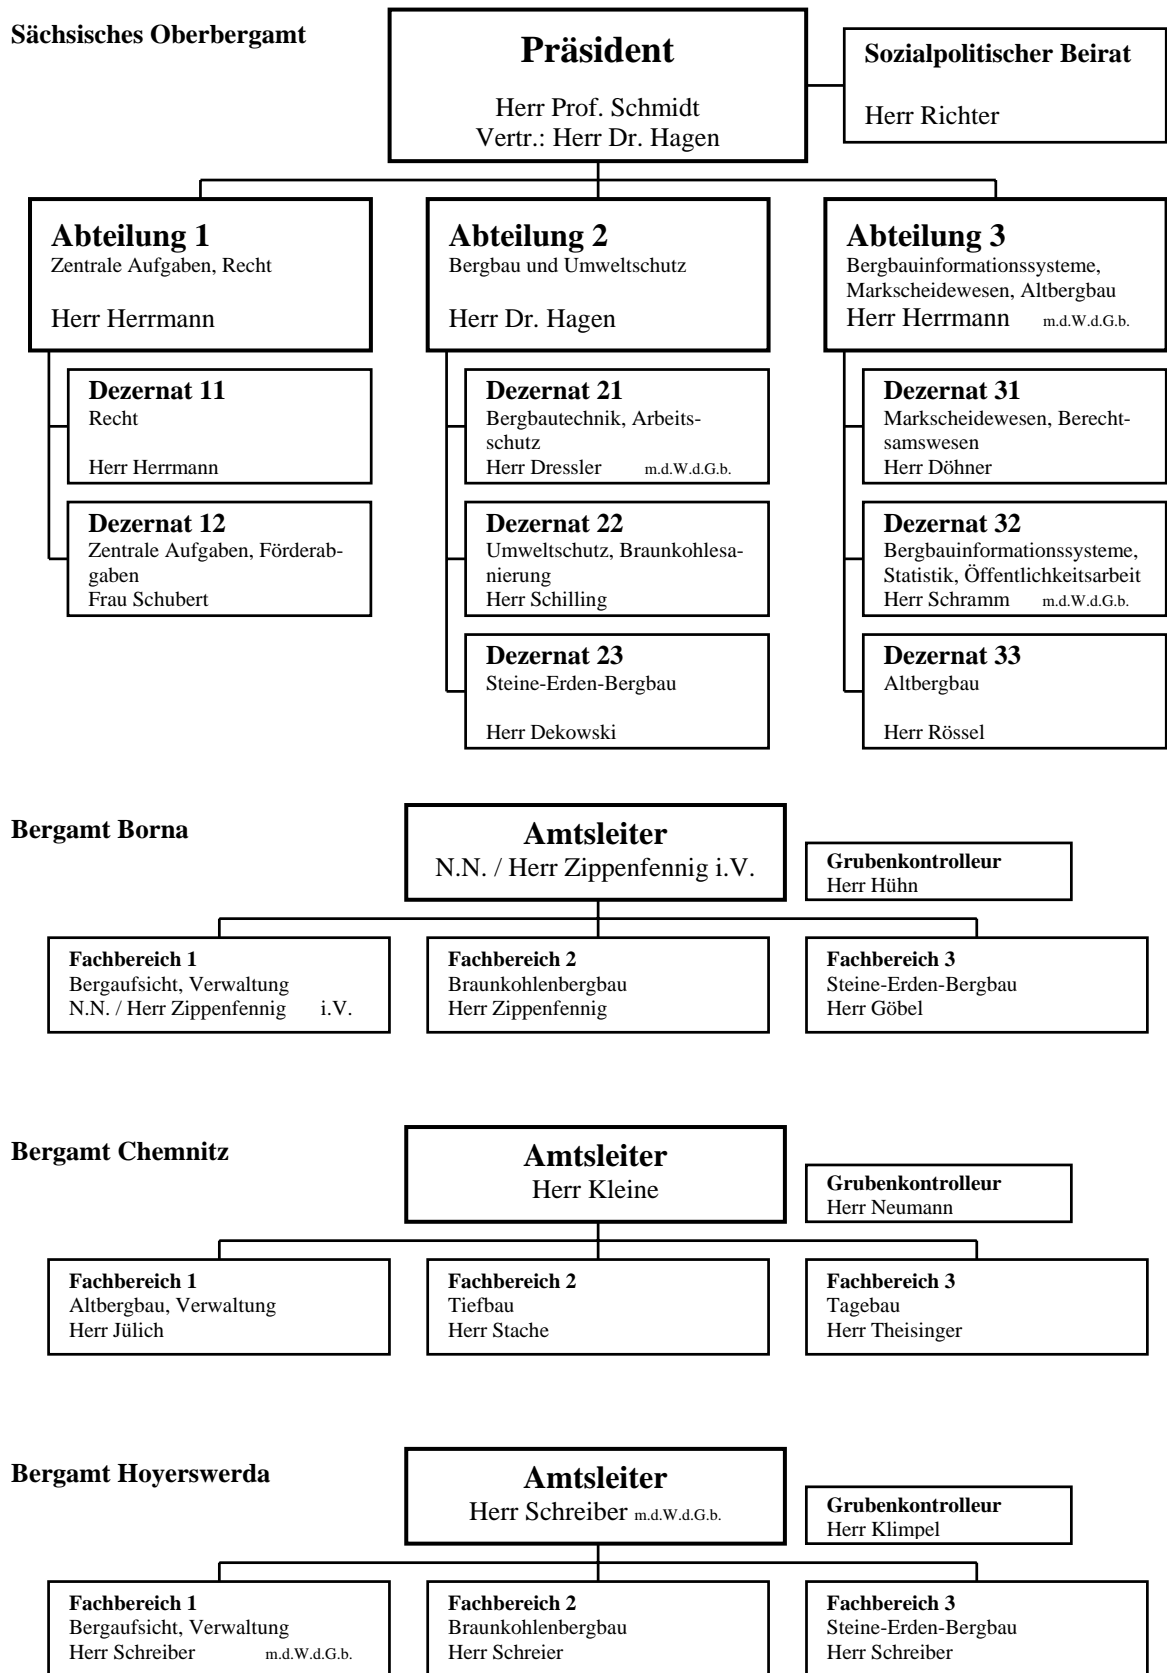 Sächsisches Oberbergamt
Präsident
Herr Prof. Schmidt
Vertr.: Herr Dr. Hagen
Sozialpolitischer Beirat
Herr Richter
Abteilung 1
Zentrale Aufgaben, Recht
Herr Herrmann
Dezernat 11
Recht
Herr Herrmann
Dezernat 12
Zentrale Aufgaben, Förderab-
gaben
Frau Schubert
Abteilung 2
Bergbau und Umweltschutz
Herr Dr. Hagen
Dezernat 21
Bergbautechnik, Arbeits-
schutz
Herr Dressler m.d.W.d.G.b.
Dezernat 22
Umweltschutz, Braunkohlesa-
nierung
Herr Schilling
Dezernat 23
Steine-Erden-Bergbau
Herr Dekowski
Abteilung 3
Bergbauinformationssysteme,
Markscheidewesen, Altbergbau
Herr Herrmann m.d.W.d.G.b.
Dezernat 31
Markscheidewesen, Berecht-
samswesen
Herr Döhner
Dezernat 32
Bergbauinformationssysteme,
Statistik, Öffentlichkeitsarbeit
Herr Schramm m.d.W.d.G.b.
Dezernat 33
Altbergbau
Herr Rössel
Bergamt Borna
Amtsleiter
N.N. / Herr Zippenfennig i.V.
Grubenkontrolleur
Herr Hühn
Fachbereich 1
Bergaufsicht, Verwaltung
N.N. / Herr Zippenfennig i.V.
Fachbereich 2
Braunkohlenbergbau
Herr Zippenfennig
Fachbereich 3
Steine-Erden-Bergbau
Herr Göbel
Bergamt Chemnitz
Amtsleiter
Herr Kleine
Grubenkontrolleur
Herr Neumann
Fachbereich 1
Altbergbau, Verwaltung
Herr Jülich
Fachbereich 2
Tiefbau
Herr Stache
Fachbereich 3
Tagebau
Herr Theisinger
Bergamt Hoyerswerda
Amtsleiter
Herr Schreiber m.d.W.d.G.b.
Grubenkontrolleur
Herr Klimpel
Fachbereich 1
Bergaufsicht, Verwaltung
Herr Schreiber m.d.W.d.G.b.
Fachbereich 2
Braunkohlenbergbau
Herr Schreier
Fachbereich 3
Steine-Erden-Bergbau
Herr Schreiber